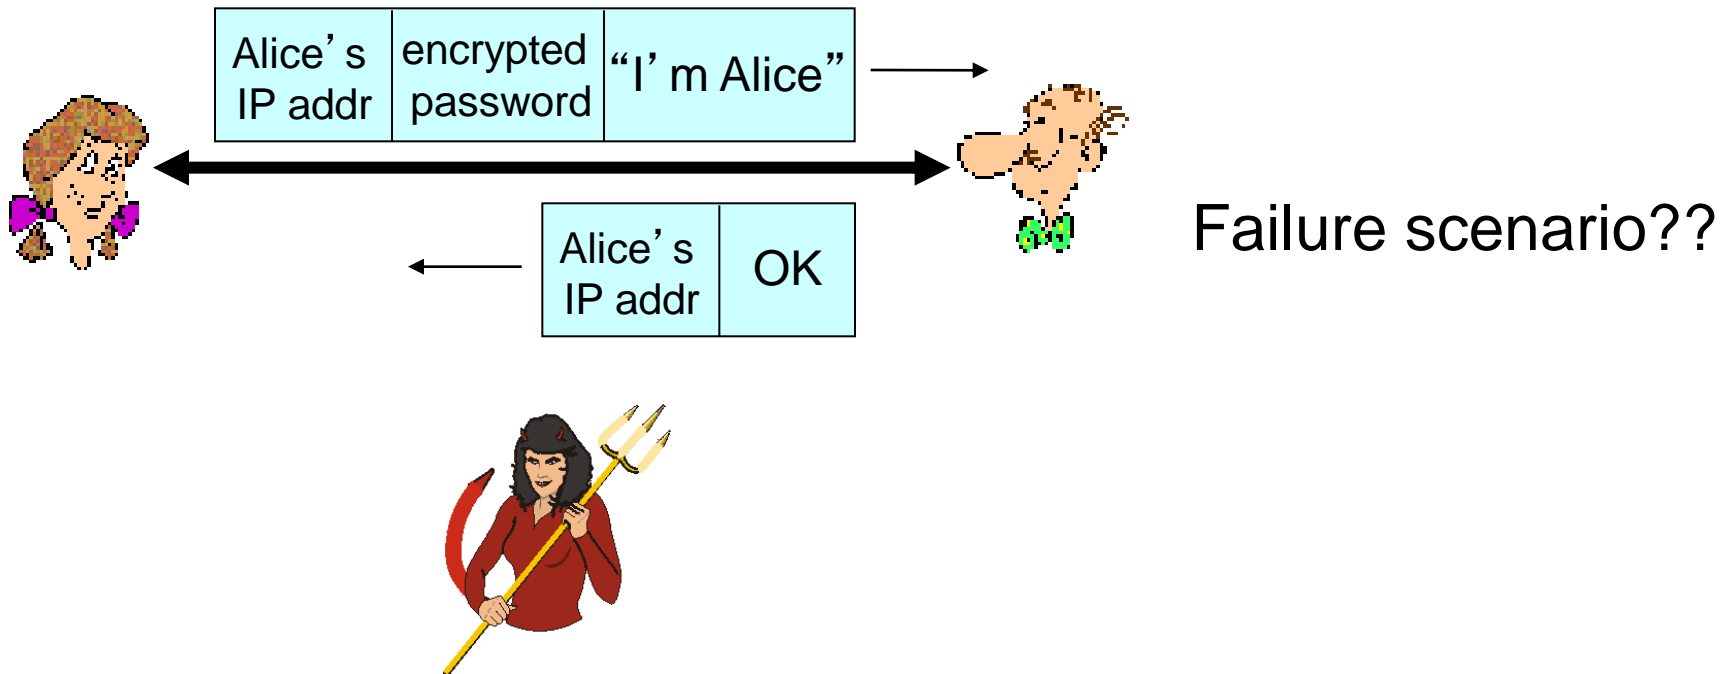 Alice’s
IP addr
encrypted
password
“I’m Alice”
Alice’s
IP addr
OK
Failure scenario??